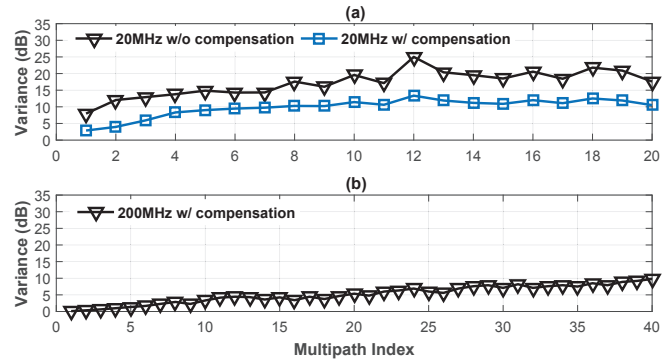 (a)
35
30
25
20
15
10
5
0
Variance (dB)
20MHz w/o compensation 20MHz w/ compensation
0 2 4 6 8 10 12 14 16 18 20
(b)
35
30
25
20
15
10
5
0
Variance (dB)
200MHz w/ compensation
0 5 10 15 20 25 30 35 40
Multipath Index